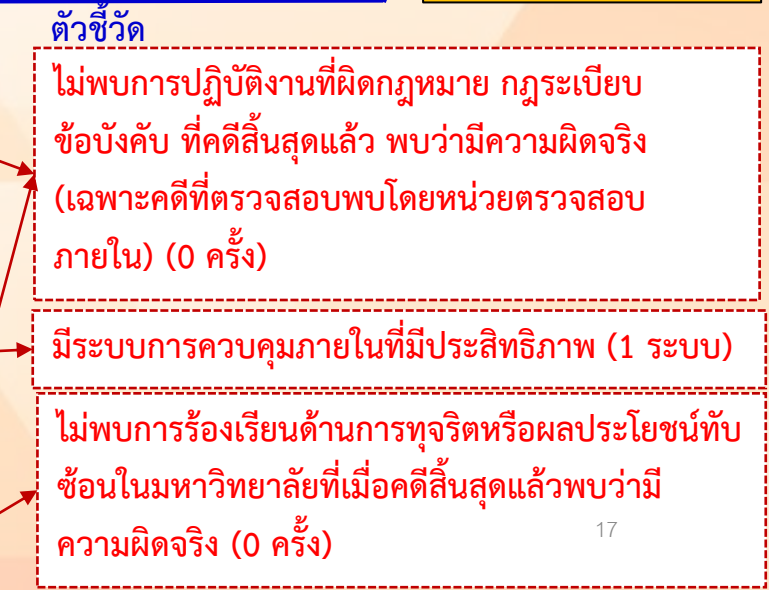 ตัวชี้วัด
ไม่พบการปฏิบัติงานที่ผิดกฎหมาย กฎระเบียบ
ข้อบังคับ ที่คดีสิ้นสุดแล้ว พบว่ามีความผิดจริง
(เฉพาะคดีที่ตรวจสอบพบโดยหน่วยตรวจสอบ
ภายใน) (0 ครั้ง)
มีระบบการควบคุมภายในที่มีประสิทธิภาพ (1 ระบบ)
ไม่พบการร้องเรียนด้านการทุจริตหรือผลประโยชน์ทับ
ซ้อนในมหาวิทยาลัยที่เมื่อคดีสิ้นสุดแล้วพบว่ามี
ความผิดจริง (0 ครั้ง)
17